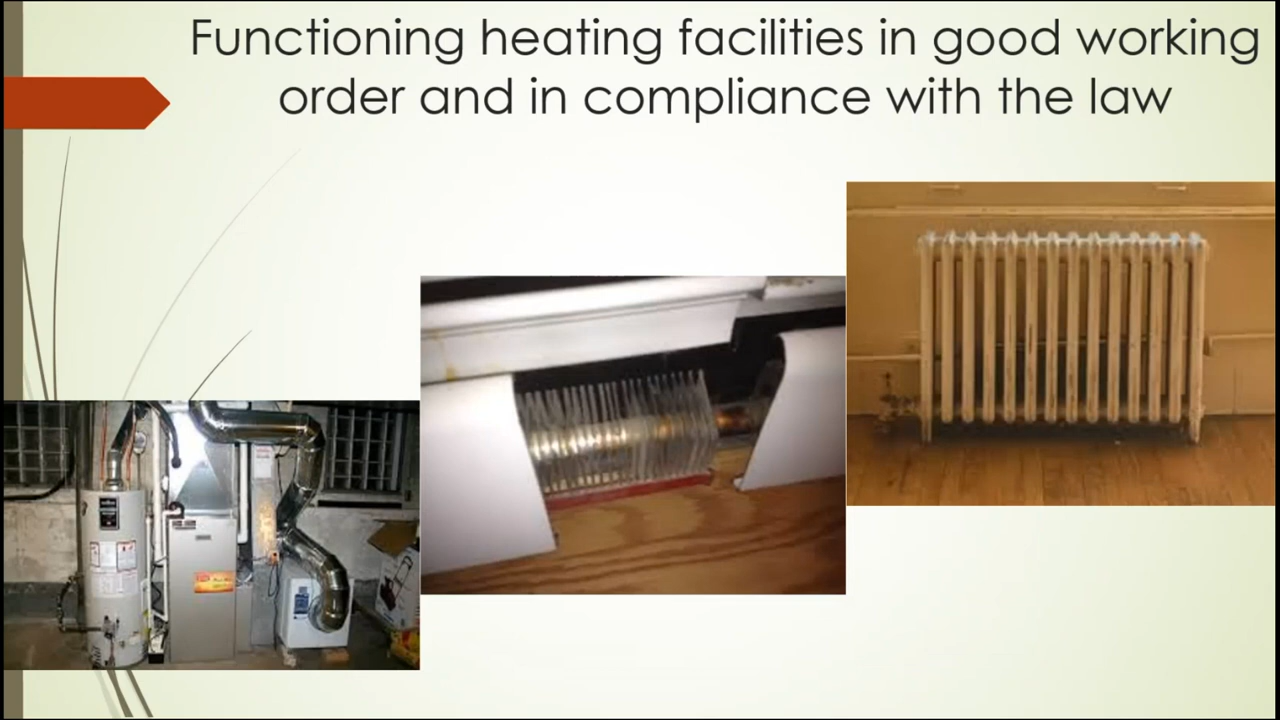 Functioning heating facilities in good working
order and in compliance with the law